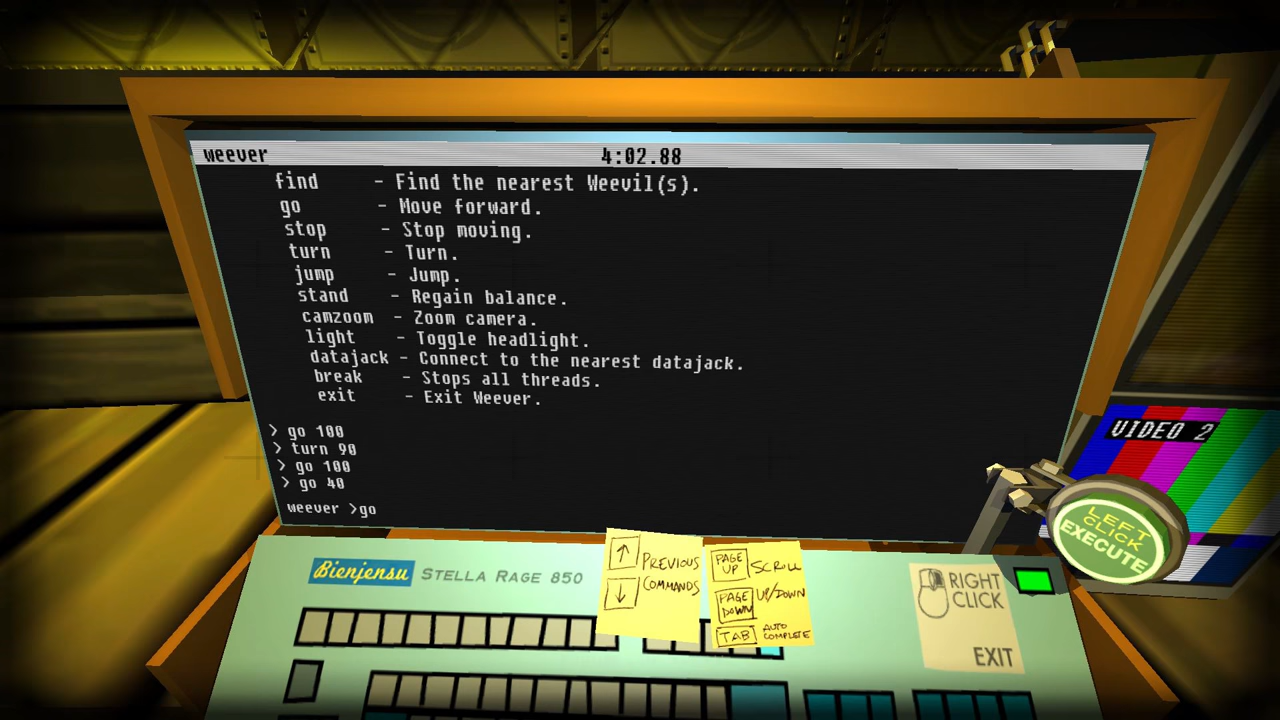 weever 4:02.88
find - Find the nearest Weevil(s).
go - Move forward.
stop - Stop moving.
turn - Turn.
jump - Jump.
stand - Regain balance.
camzoom - Zoom camera.
light - Toggle headlight.
datajack - Connect to the nearest datajack.
break - Stops all threads.
exit - Exit Weever.
> go 100
> turn 90
> go 100
> go 40
weever >go
VIDEO 2
LEFT
CLICK
EXECUTE
Bienjensu STELLA RAGE 850
↑ PREVIOUS
↓ COMMANDS
PAGE UP SCROLL
PAGE DOWN UP/DOWN
TAB AUTO COMPLETE
RIGHT
CLICK
EXIT